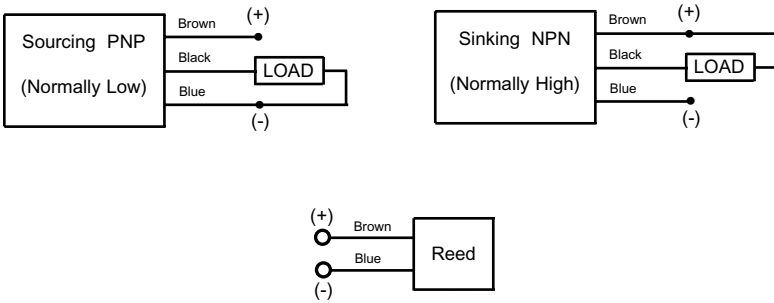 Sourcing PNP
(Normally Low)
Brown
(+)
Black
LOAD
Blue
(-)
Sinking NPN
(Normally High)
Brown
(+)
Black
LOAD
Blue
(-)
(+)
Brown
Blue
(-)
Reed